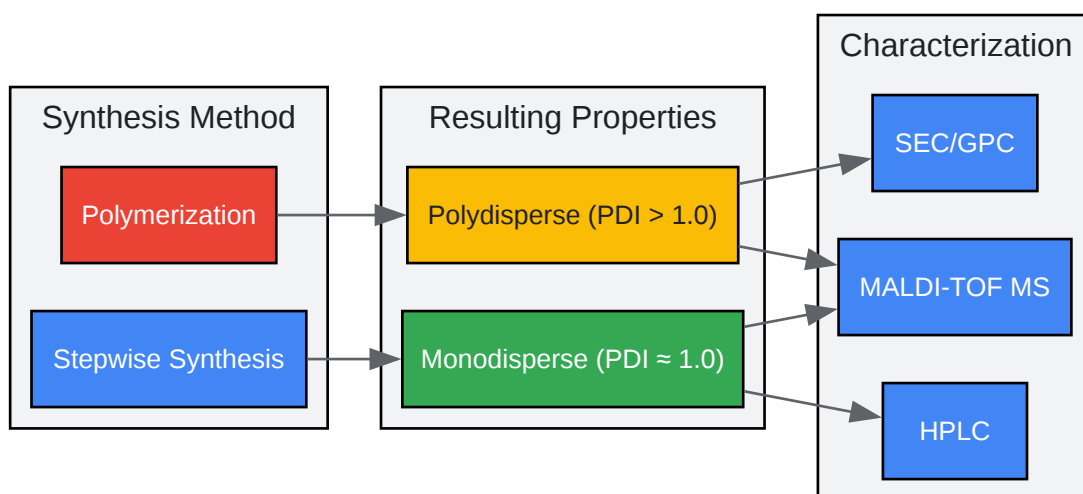 Synthesis Method
Polymerization
Stepwise Synthesis
Resulting Properties
Polydisperse (PDI > 1.0)
Monodisperse (PDI ≈ 1.0)
Characterization
SEC/GPC
MALDI-TOF MS
HPLC